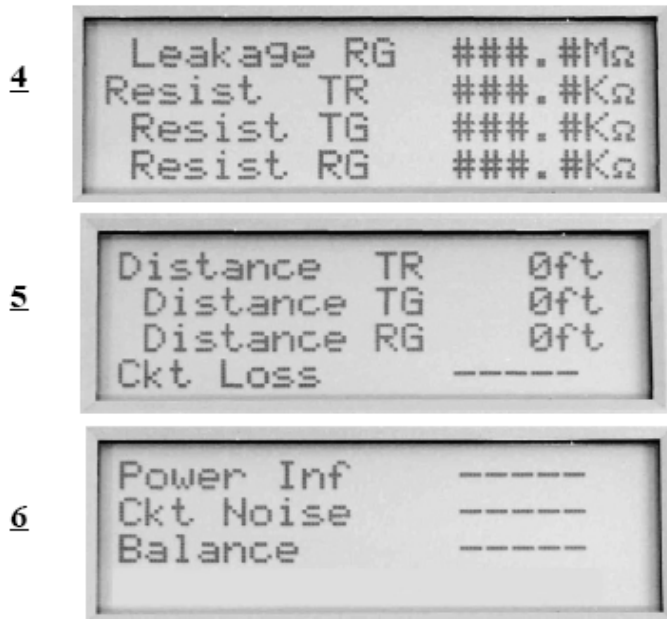 4
Leakage RG ###.#MΩ
Resist TR ###.#KΩ
Resist TG ###.#KΩ
Resist RG ###.#KΩ
5
Distance TR 0ft
Distance TG 0ft
Distance RG 0ft
Ckt Loss -----
6
Power Inf -----
Ckt Noise -----
Balance -----